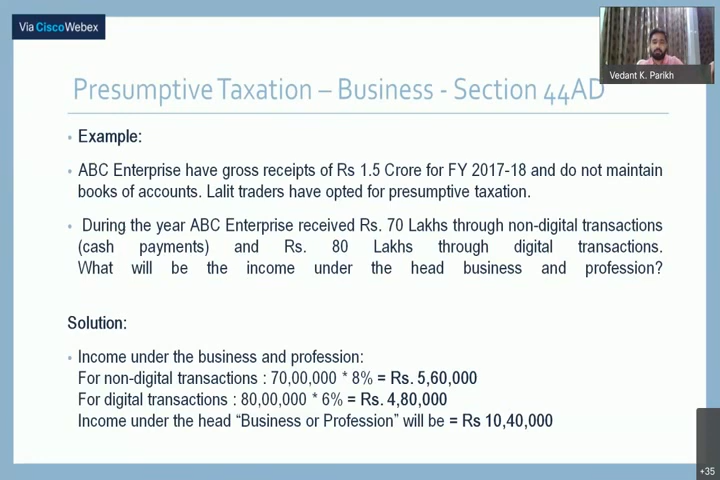 Via Cisco Webex
Vedant K. Parikh
Presumptive Taxation – Business - Section 44AD
• Example:
• ABC Enterprise have gross receipts of Rs 1.5 Crore for FY 2017-18 and do not maintain
books of accounts. Lalit traders have opted for presumptive taxation.
• During the year ABC Enterprise received Rs. 70 Lakhs through non-digital transactions
(cash payments) and Rs. 80 Lakhs through digital transactions.
What will be the income under the head business and profession?
Solution:
• Income under the business and profession:
For non-digital transactions : 70,00,000 * 8% = Rs. 5,60,000
For digital transactions : 80,00,000 * 6% = Rs. 4,80,000
Income under the head “Business or Profession” will be = Rs 10,40,000
+35